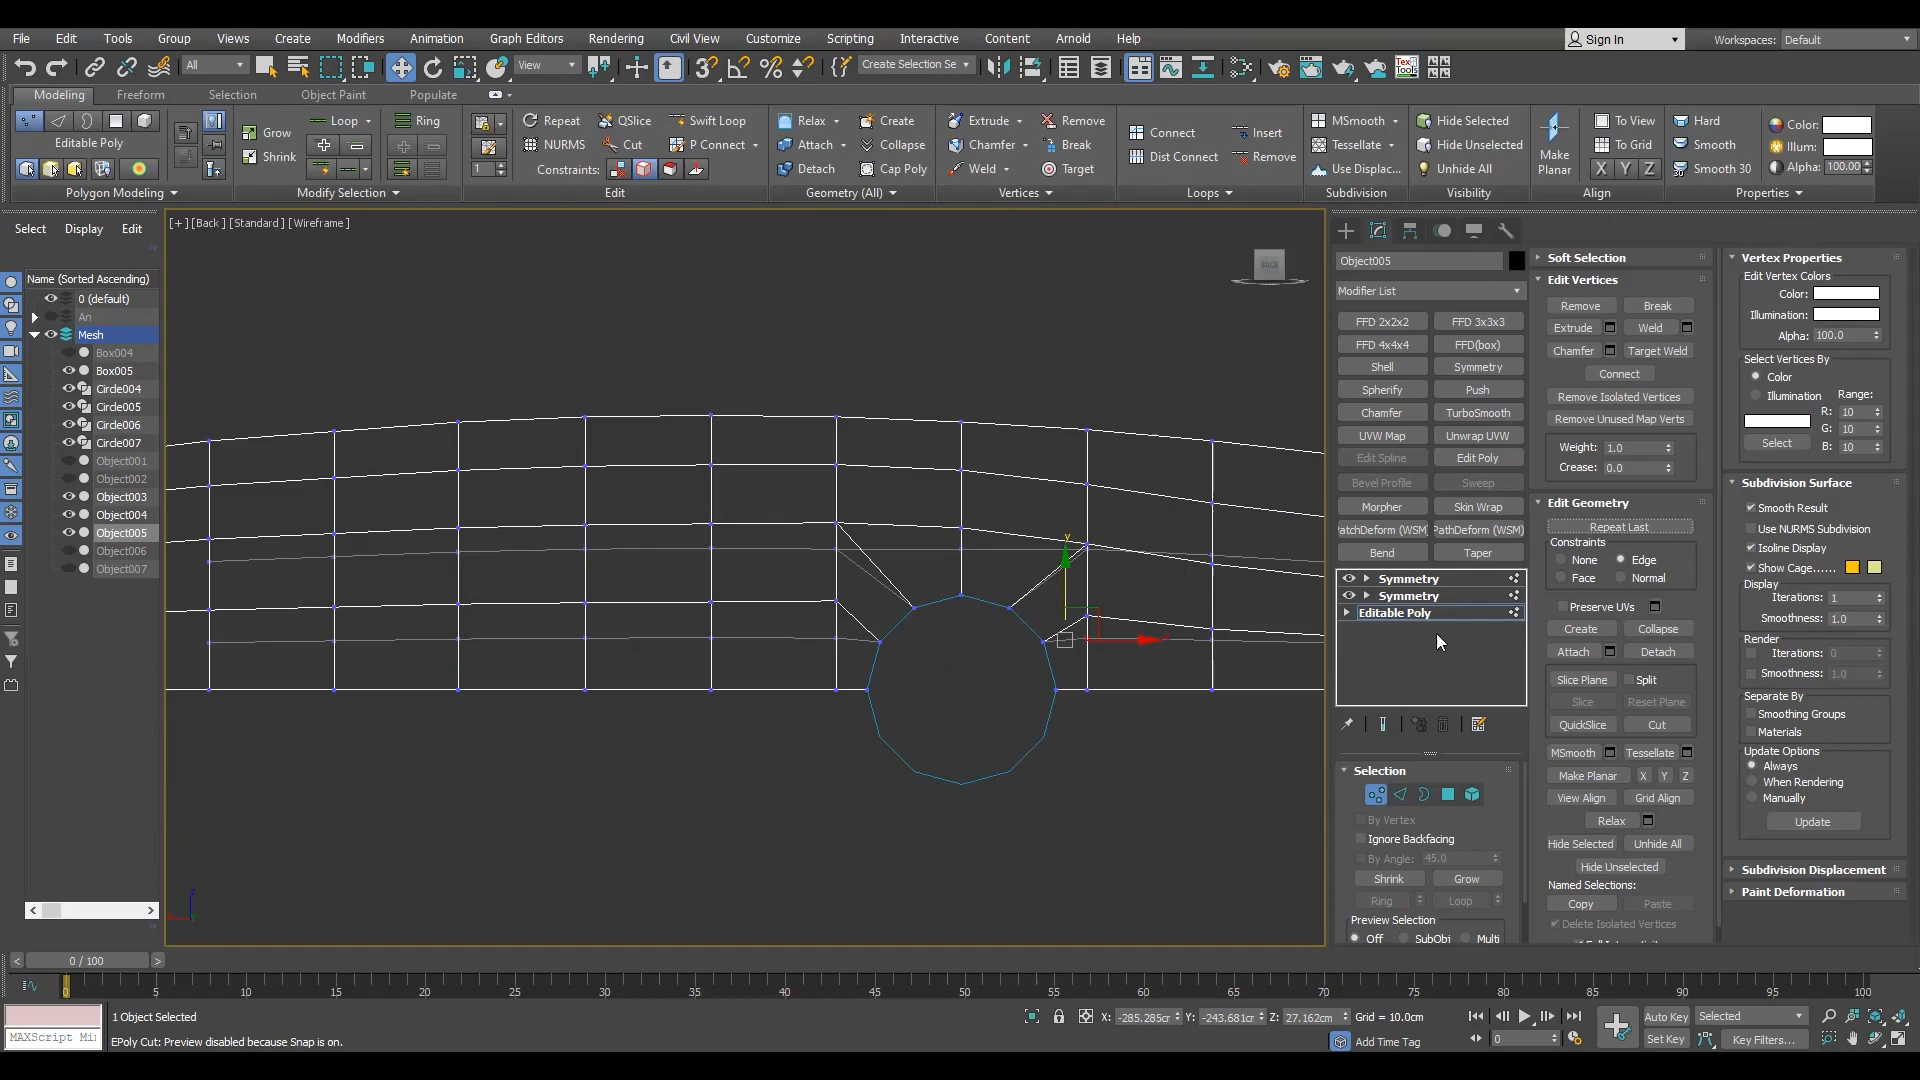 File Edit Tools Group Views Create Modifiers Animation Graph Editors Rendering Civil View Customize Scripting Interactive Content Arnold Help Sign In Workspaces: Default
All View Create Selection Se
Modeling Freeform Selection Object Paint Populate
Grow Loop Ring Repeat QSlice Swift Loop Relax Create Extrude Remove Connect Insert MSmooth Hide Selected To View Hard Color:
Editable Poly NURMS Cut P Connect Attach Collapse Chamfer Break Tessellate Hide Unselected Make Planar To Grid Smooth Illum:
Shrink 1 Constraints: Detach Cap Poly Weld Target Dist Connect Remove Use Displac... Unhide All X Y Z Smooth 30 Alpha: 100.00
Polygon Modeling Modify Selection Edit Geometry (All) Vertices Loops Subdivision Visibility Align Properties
Select Display Edit
[+] [Back] [Standard] [Wireframe]
BACK
Name (Sorted Ascending)
0 (default)
An
Mesh
Box004
Box005
Circle004
Circle005
Circle006
Circle007
Object001
Object002
Object003
Object004
Object005
Object006
Object007
y
Object005
Modifier List
FFD 2x2x2 FFD 3x3x3
FFD 4x4x4 FFD(box)
Shell Symmetry
Spherify Push
Chamfer TurboSmooth
UVW Map Unwrap UVW
Edit Spline Edit Poly
Bevel Profile Sweep
Morpher Skin Wrap
PatchDeform (WSM) PathDeform (WSM)
Bend Taper
Symmetry
Symmetry
Editable Poly
Selection
By Vertex
Ignore Backfacing
By Angle: 45.0
Shrink Grow
Ring Loop
Preview Selection
Off SubObj Multi
Soft Selection
Edit Vertices
Remove Break
Extrude Weld
Chamfer Target Weld
Connect
Remove Isolated Vertices
Remove Unused Map Verts
Weight: 1.0
Crease: 0.0
Edit Geometry
Repeat Last
Constraints
None Edge
Face Normal
Preserve UVs
Create Collapse
Attach Detach
Slice Plane Split
Slice Reset Plane
QuickSlice Cut
MSmooth Tessellate
Make Planar X Y Z
View Align Grid Align
Relax
Hide Selected Unhide All
Hide Unselected
Named Selections:
Copy Paste
Delete Isolated Vertices
Vertex Properties
Edit Vertex Colors
Color:
Illumination:
Alpha: 100.0
Select Vertices By
Color
Illumination Range:
R: 10
G: 10
Select B: 10
Subdivision Surface
Smooth Result
Use NURMS Subdivision
Isoline Display
Show Cage......
Display
Iterations: 1
Smoothness: 1.0
Render
Iterations: 0
Smoothness: 1.0
Separate By
Smoothing Groups
Materials
Update Options
Always
When Rendering
Manually
Update
Subdivision Displacement
Paint Deformation
< 0 / 100 >
5 10 15 20 25 30 35 40 45 50 55 60 65 70 75 80 85 90 95 100
1 Object Selected X: -285.285cr Y: -243.681cr Z: 27.162cm Grid = 10.0cm Auto Key Selected
MAXScript Mi EPoly Cut: Preview disabled because Snap is on. Add Time Tag 0 Set Key Key Filters...